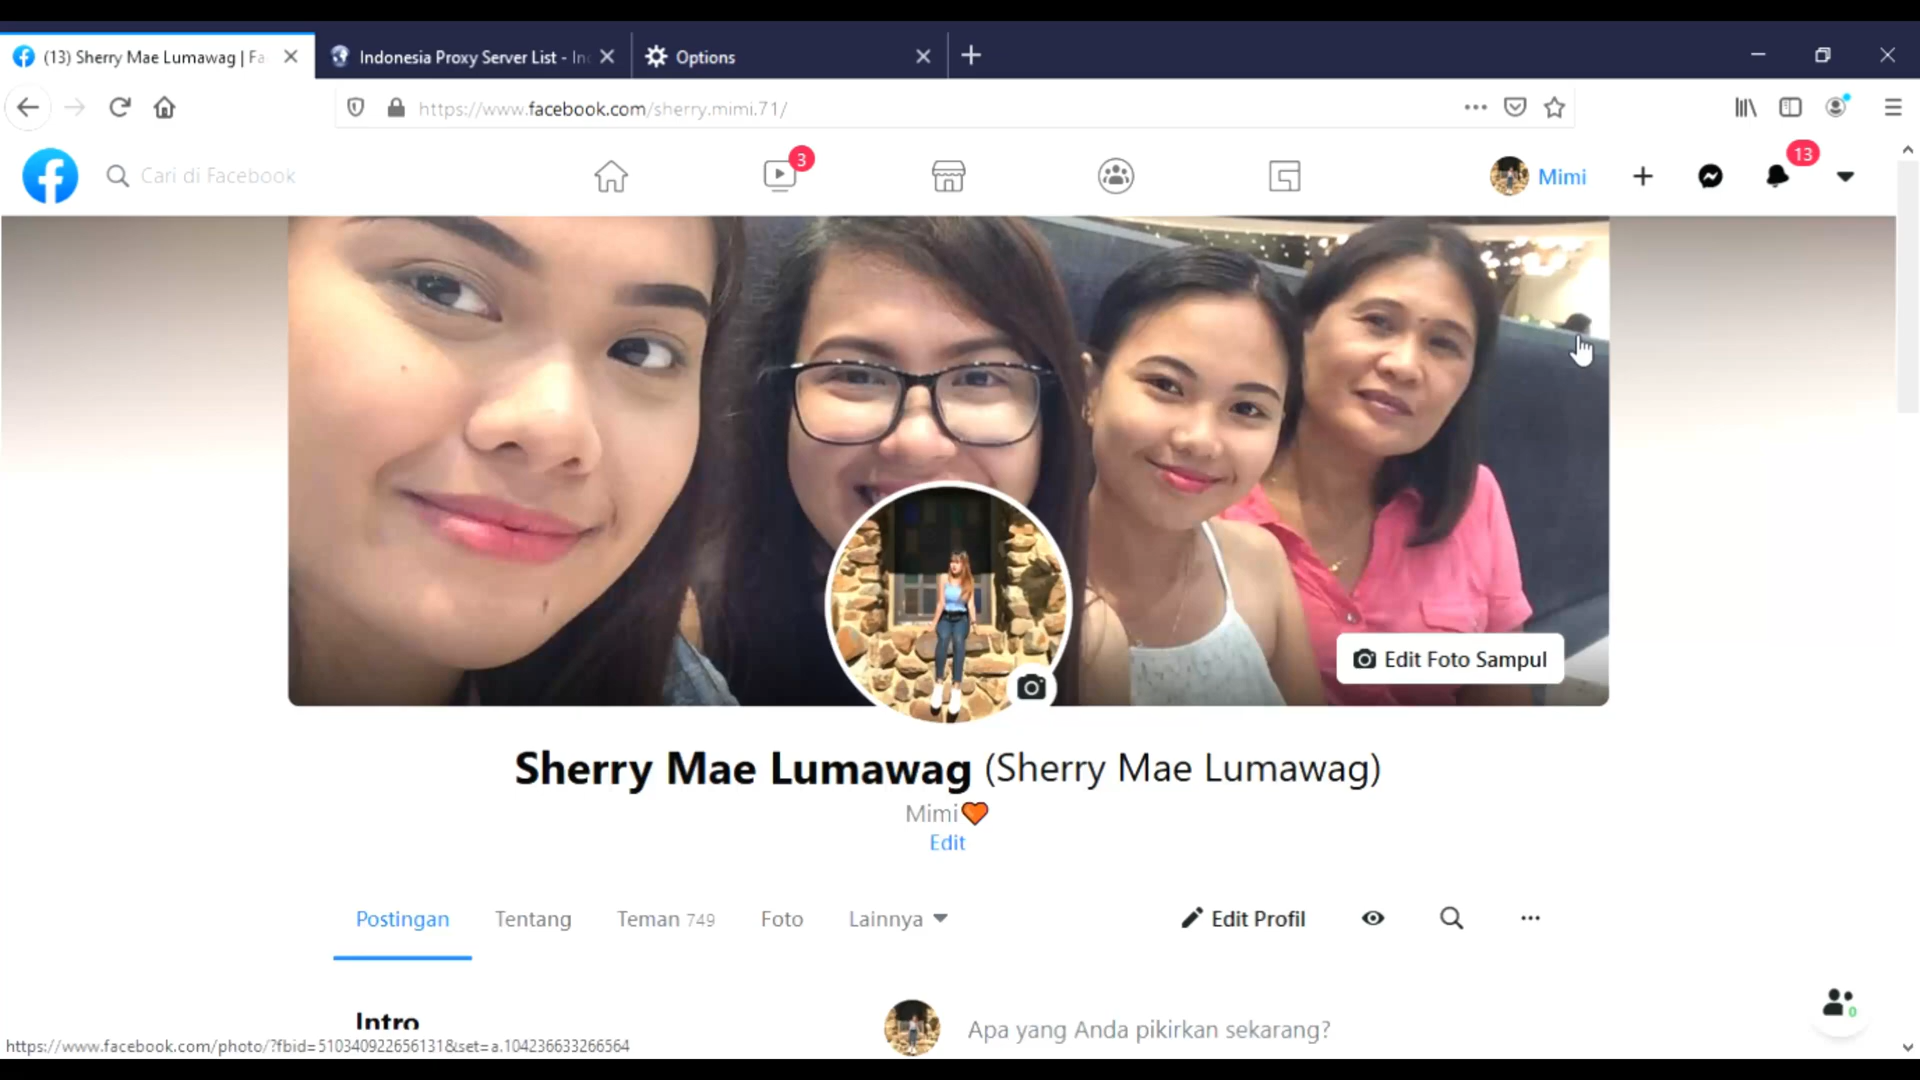 (13) Sherry Mae Lumawag | Fa
Indonesia Proxy Server List - In
Options
https://www.facebook.com/sherry.mimi.71/
Cari di Facebook
3
Mimi
13
Edit Foto Sampul
Sherry Mae Lumawag (Sherry Mae Lumawag)
Mimi🧡
Edit
Postingan
Tentang
Teman 749
Foto
Lainnya
Edit Profil
Intro
Apa yang Anda pikirkan sekarang?
0
https://www.facebook.com/photo/?fbid=510340922656131&set=a.104236633266564